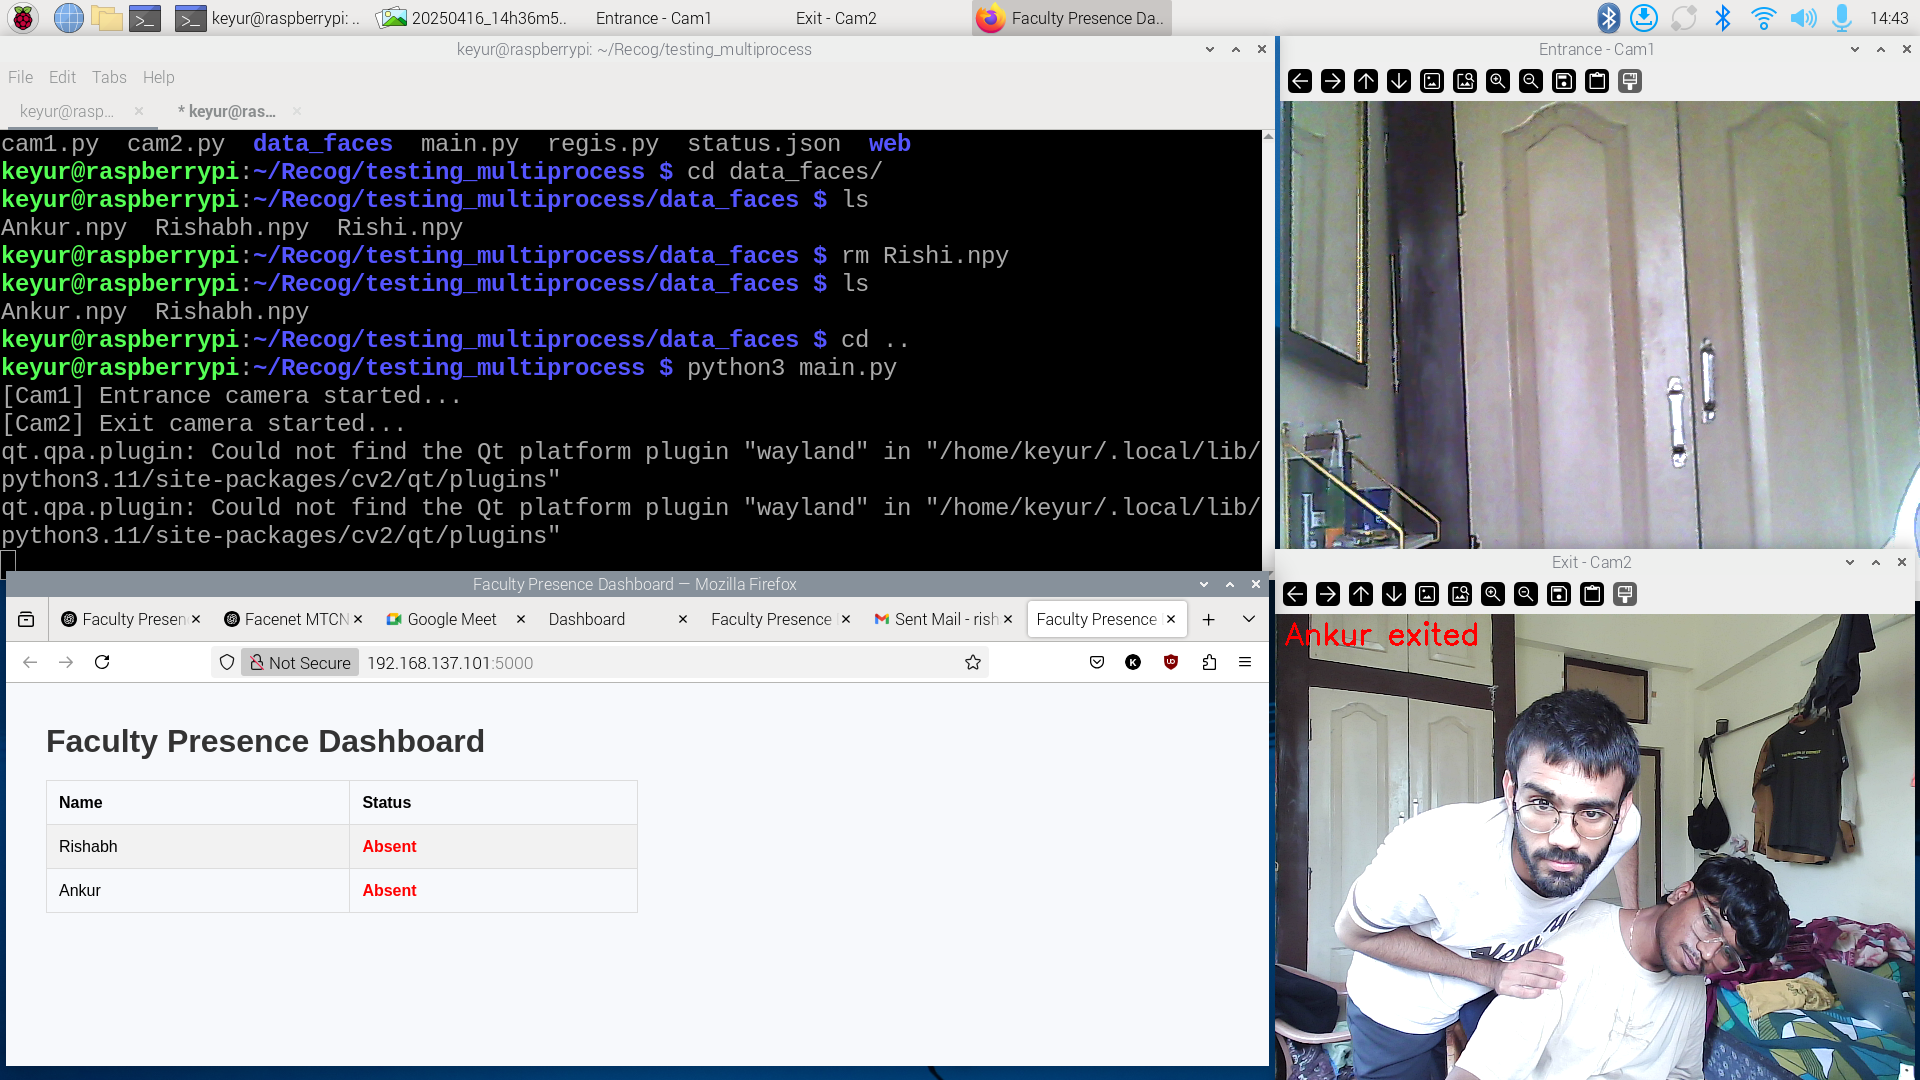 keyur@raspberrypi: ..
20250416_14h36m5..
Entrance - Cam1
Exit - Cam2
Faculty Presence Da..
14:43
keyur@raspberrypi: ~/Recog/testing_multiprocess
File Edit Tabs Help
keyur@rasp...
* keyur@ras...
cam1.py cam2.py data_faces main.py regis.py status.json web
keyur@raspberrypi:~/Recog/testing_multiprocess $ cd data_faces/
keyur@raspberrypi:~/Recog/testing_multiprocess/data_faces $ ls
Ankur.npy Rishabh.npy Rishi.npy
keyur@raspberrypi:~/Recog/testing_multiprocess/data_faces $ rm Rishi.npy
keyur@raspberrypi:~/Recog/testing_multiprocess/data_faces $ ls
Ankur.npy Rishabh.npy
keyur@raspberrypi:~/Recog/testing_multiprocess/data_faces $ cd ..
keyur@raspberrypi:~/Recog/testing_multiprocess $ python3 main.py
[Cam1] Entrance camera started...
[Cam2] Exit camera started...
qt.qpa.plugin: Could not find the Qt platform plugin "wayland" in "/home/keyur/.local/lib/
python3.11/site-packages/cv2/qt/plugins"
qt.qpa.plugin: Could not find the Qt platform plugin "wayland" in "/home/keyur/.local/lib/
python3.11/site-packages/cv2/qt/plugins"
Faculty Presence Dashboard — Mozilla Firefox
Faculty Presen
Facenet MTCN
Google Meet
Dashboard
Faculty Presence
Sent Mail - rish
Faculty Presence
Not Secure
192.168.137.101:5000
Faculty Presence Dashboard
Name Status
Rishabh Absent
Ankur Absent
Entrance - Cam1
Exit - Cam2
Ankur exited